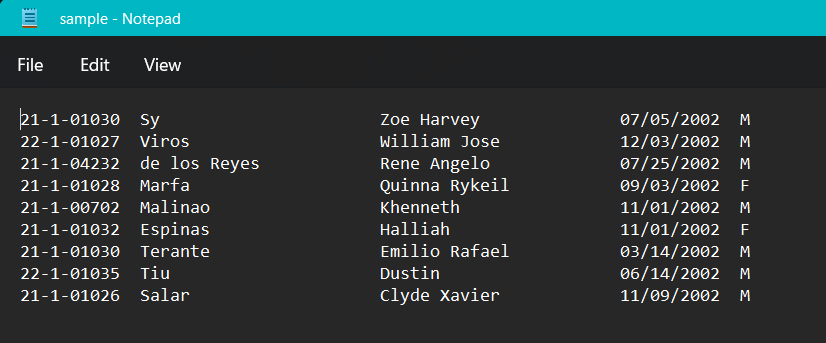 sample - Notepad
File Edit View
21-1-01030 Sy Zoe Harvey 07/05/2002 M
22-1-01027 Viros William Jose 12/03/2002 M
21-1-04232 de los Reyes Rene Angelo 07/25/2002 M
21-1-01028 Marfa Quinna Rykeil 09/03/2002 F
21-1-00702 Malinao Khenneth 11/01/2002 M
21-1-01032 Espinas Halliah 11/01/2002 F
21-1-01030 Terante Emilio Rafael 03/14/2002 M
22-1-01035 Tiu Dustin 06/14/2002 M
21-1-01026 Salar Clyde Xavier 11/09/2002 M